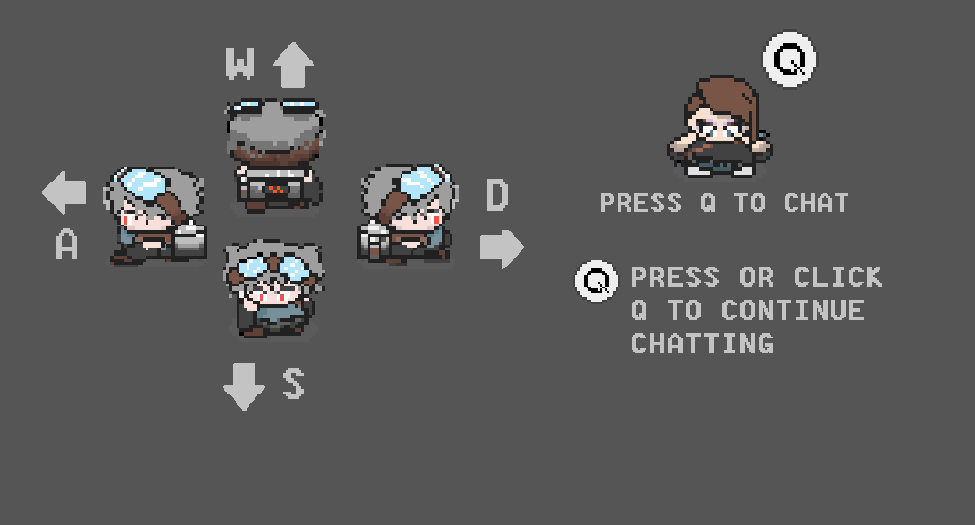 W
A
D
S
Q
PRESS Q TO CHAT
Q
PRESS OR CLICK
Q TO CONTINUE
CHATTING